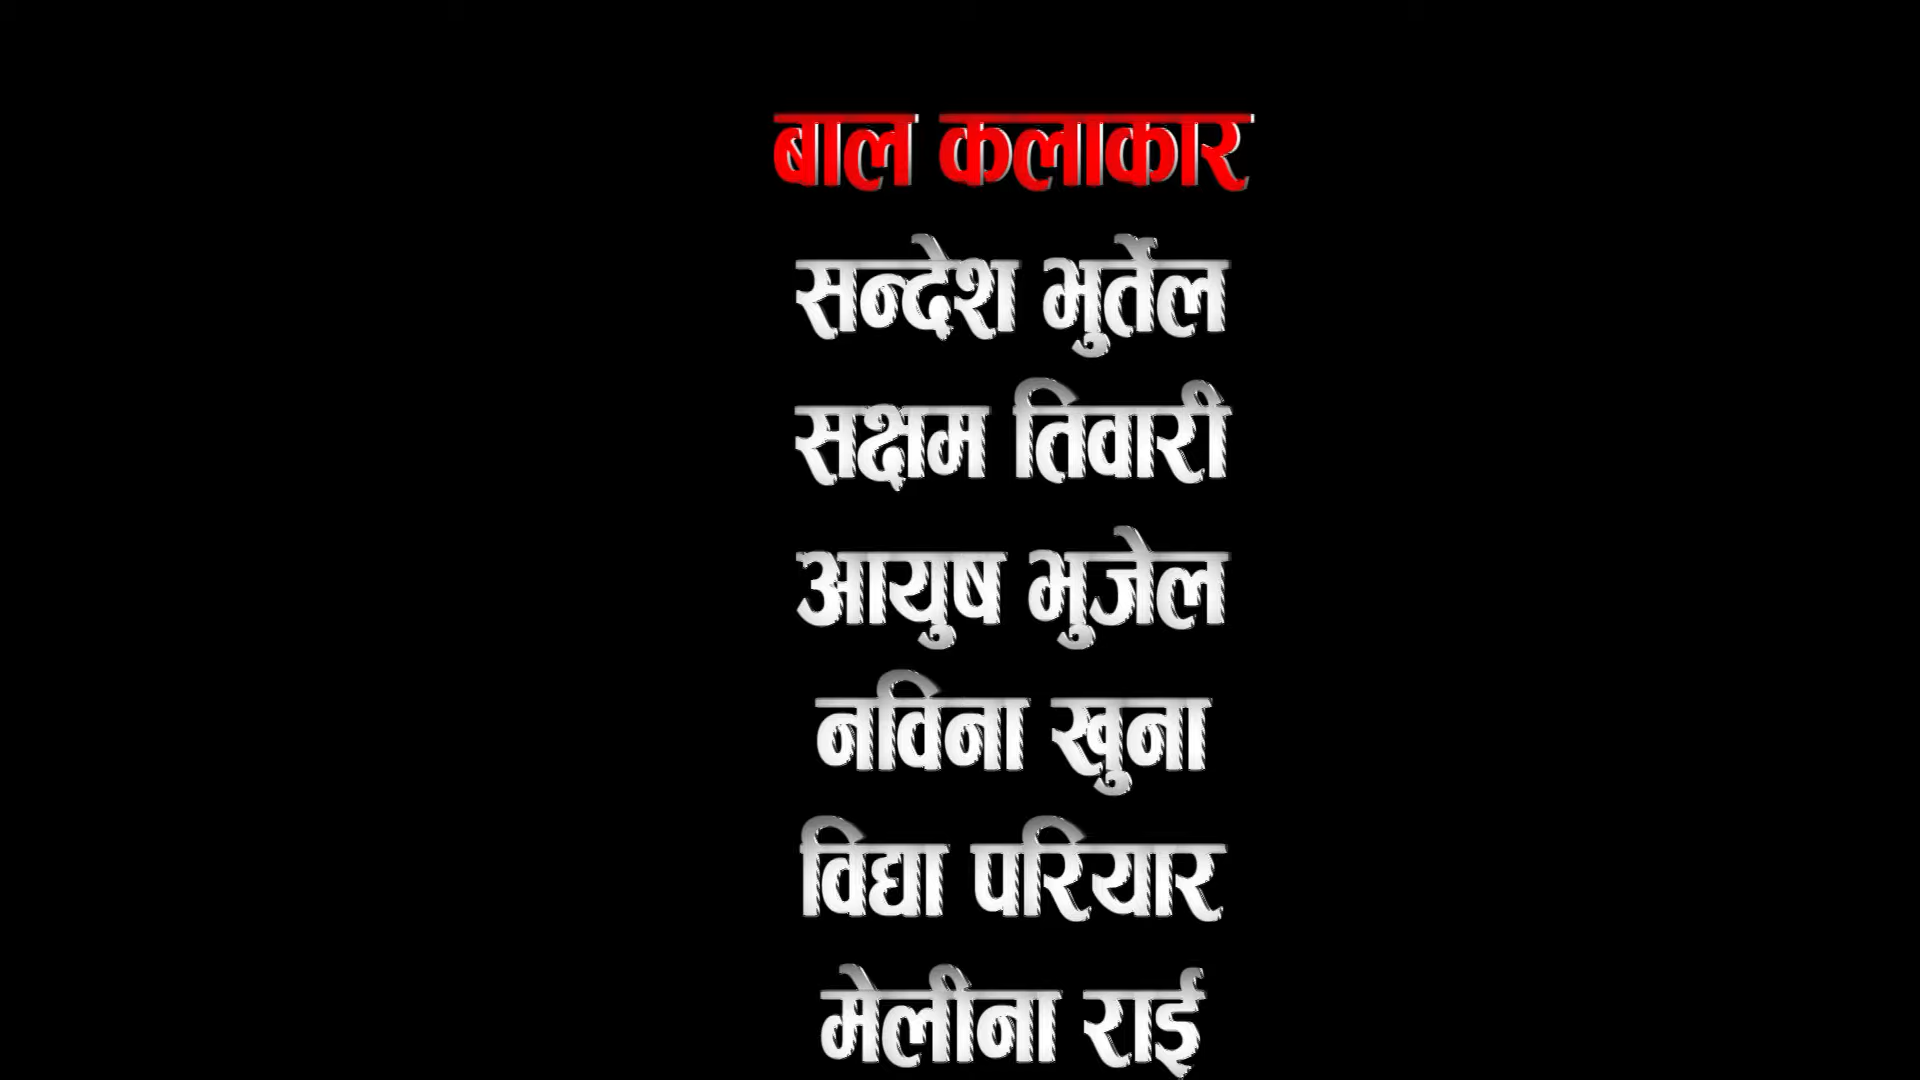 बाल कलाकार
सन्देश भुर्तेल
सक्षम तिवारी
आयुष भुजेल
नविना खुना
विद्या परियार
मेलीना राई